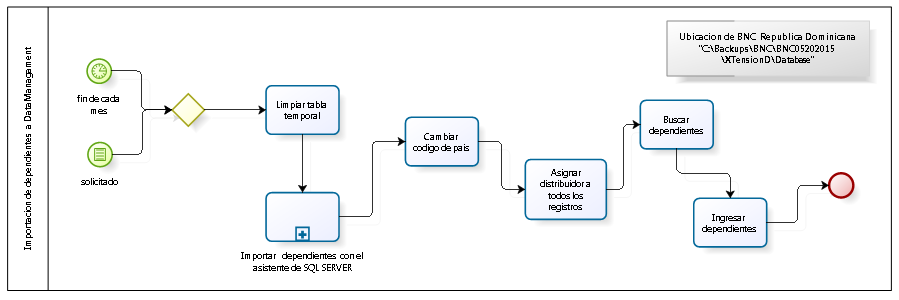 Importacion de dependientes a DataManagament
fin de cada
mes
solicitado
Limpiar tabla
temporal
Importar dependientes con el
asistente de SQL SERVER
Cambiar
codigo de pais
Asignar
distribuidor a
todos los
registros
Buscar
dependientes
Ingresar
dependientes
Ubicacion de BNC Republica Dominicana
"C:\Backups\BNC\BNC05202015
\XTensionD\Database"